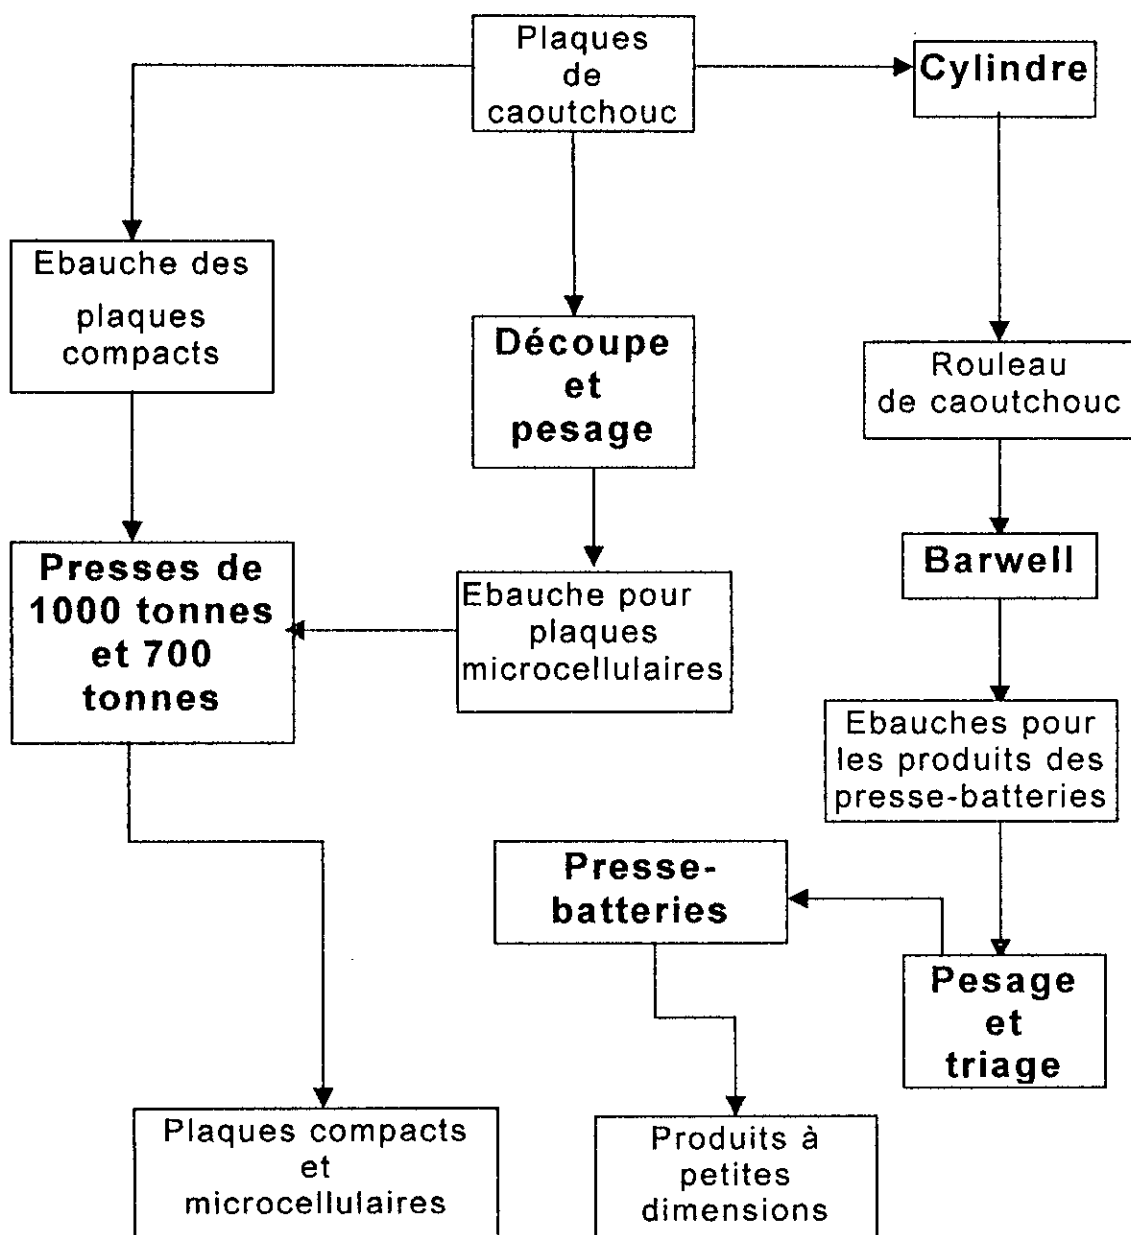 Plaques
de
caoutchouc
Cylindre
Ebauche des
plaques
compacts
Découpe
et
pesage
Rouleau
de caoutchouc
Presses de
1000 tonnes
et 700
tonnes
Ebauche pour
plaques
microcellulaires
Barwell
Ebauches pour
les produits des
presse-batteries
Presse-
batteries
Pesage
et
triage
Plaques compacts
et
microcellulaires
Produits à
petites
dimensions